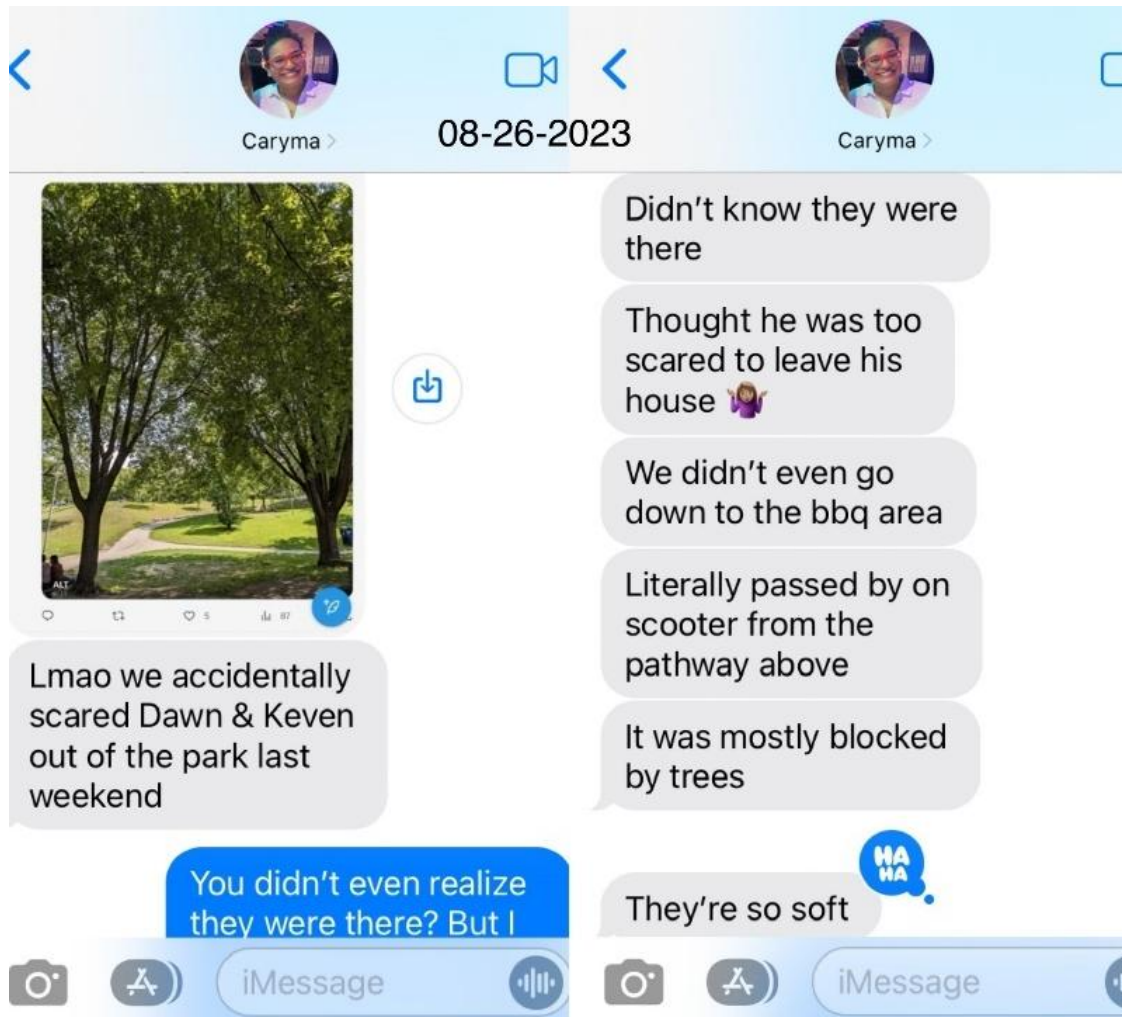 Caryma
08-26-2023
ALT
5
87
Lmao we accidentally
scared Dawn & Keven
out of the park last
weekend
You didn't even realize
they were there? But I
iMessage
Caryma
Didn't know they were
there
Thought he was too
scared to leave his
house 🤷🏽‍♀️
We didn't even go
down to the bbq area
Literally passed by on
scooter from the
pathway above
It was mostly blocked
by trees
HA
HA
They're so soft
iMessage